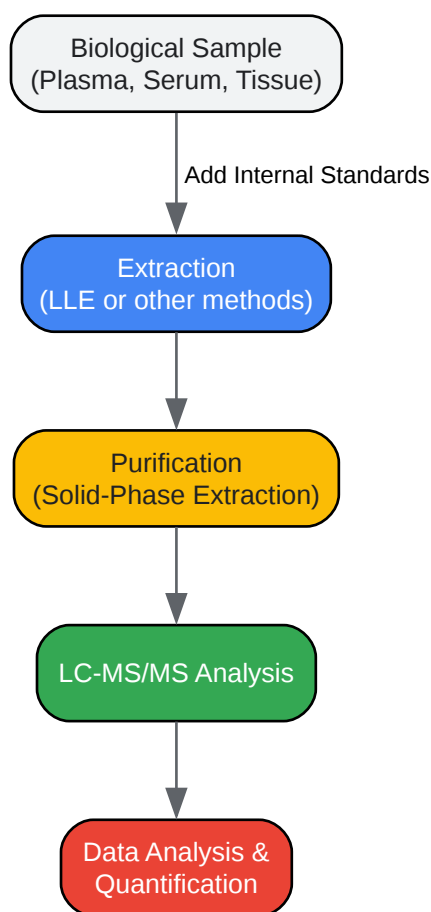 Biological Sample
(Plasma, Serum, Tissue)
Add Internal Standards
Extraction
(LLE or other methods)
Purification
(Solid-Phase Extraction)
LC-MS/MS Analysis
Data Analysis &
Quantification